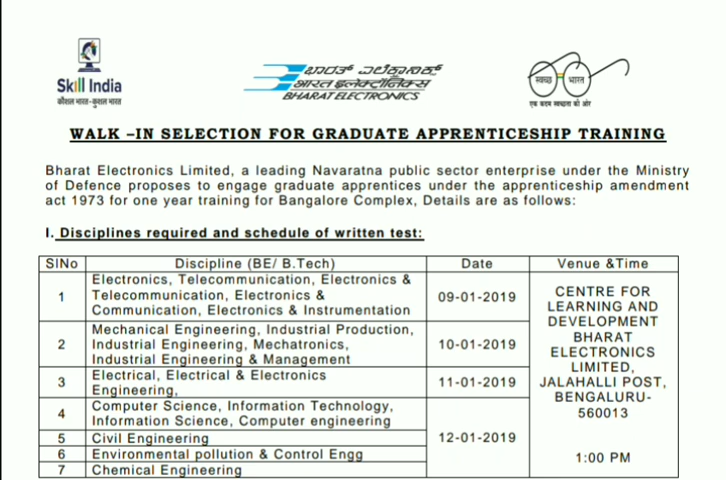 Skill India
कौशल भारत-कुशल भारत
ಭಾರತ್ ಎಲೆಕ್ಟ್ರಾನಿಕ್ಸ್
भारत इलेक्ट्रॉनिक्स
BHARAT ELECTRONICS
स्वच्छ भारत
एक कदम स्वच्छता की ओर
WALK –IN SELECTION FOR GRADUATE APPRENTICESHIP TRAINING
Bharat Electronics Limited, a leading Navaratna public sector enterprise under the Ministry
of Defence proposes to engage graduate apprentices under the apprenticeship amendment
act 1973 for one year training for Bangalore Complex, Details are as follows:
I. Disciplines required and schedule of written test:
SlNo Discipline (BE/ B.Tech) Date Venue &Time
1 Electronics, Telecommunication, Electronics &
Telecommunication, Electronics &
Communication, Electronics & Instrumentation
09-01-2019
2 Mechanical Engineering, Industrial Production,
Industrial Engineering, Mechatronics,
Industrial Engineering & Management
10-01-2019
3 Electrical, Electrical & Electronics
Engineering,
11-01-2019
4 Computer Science, Information Technology,
Information Science, Computer engineering
5 Civil Engineering
6 Environmental pollution & Control Engg
7 Chemical Engineering
12-01-2019
CENTRE FOR
LEARNING AND
DEVELOPMENT
BHARAT
ELECTRONICS
LIMITED,
JALAHALLI POST,
BENGALURU-
560013
1:00 PM